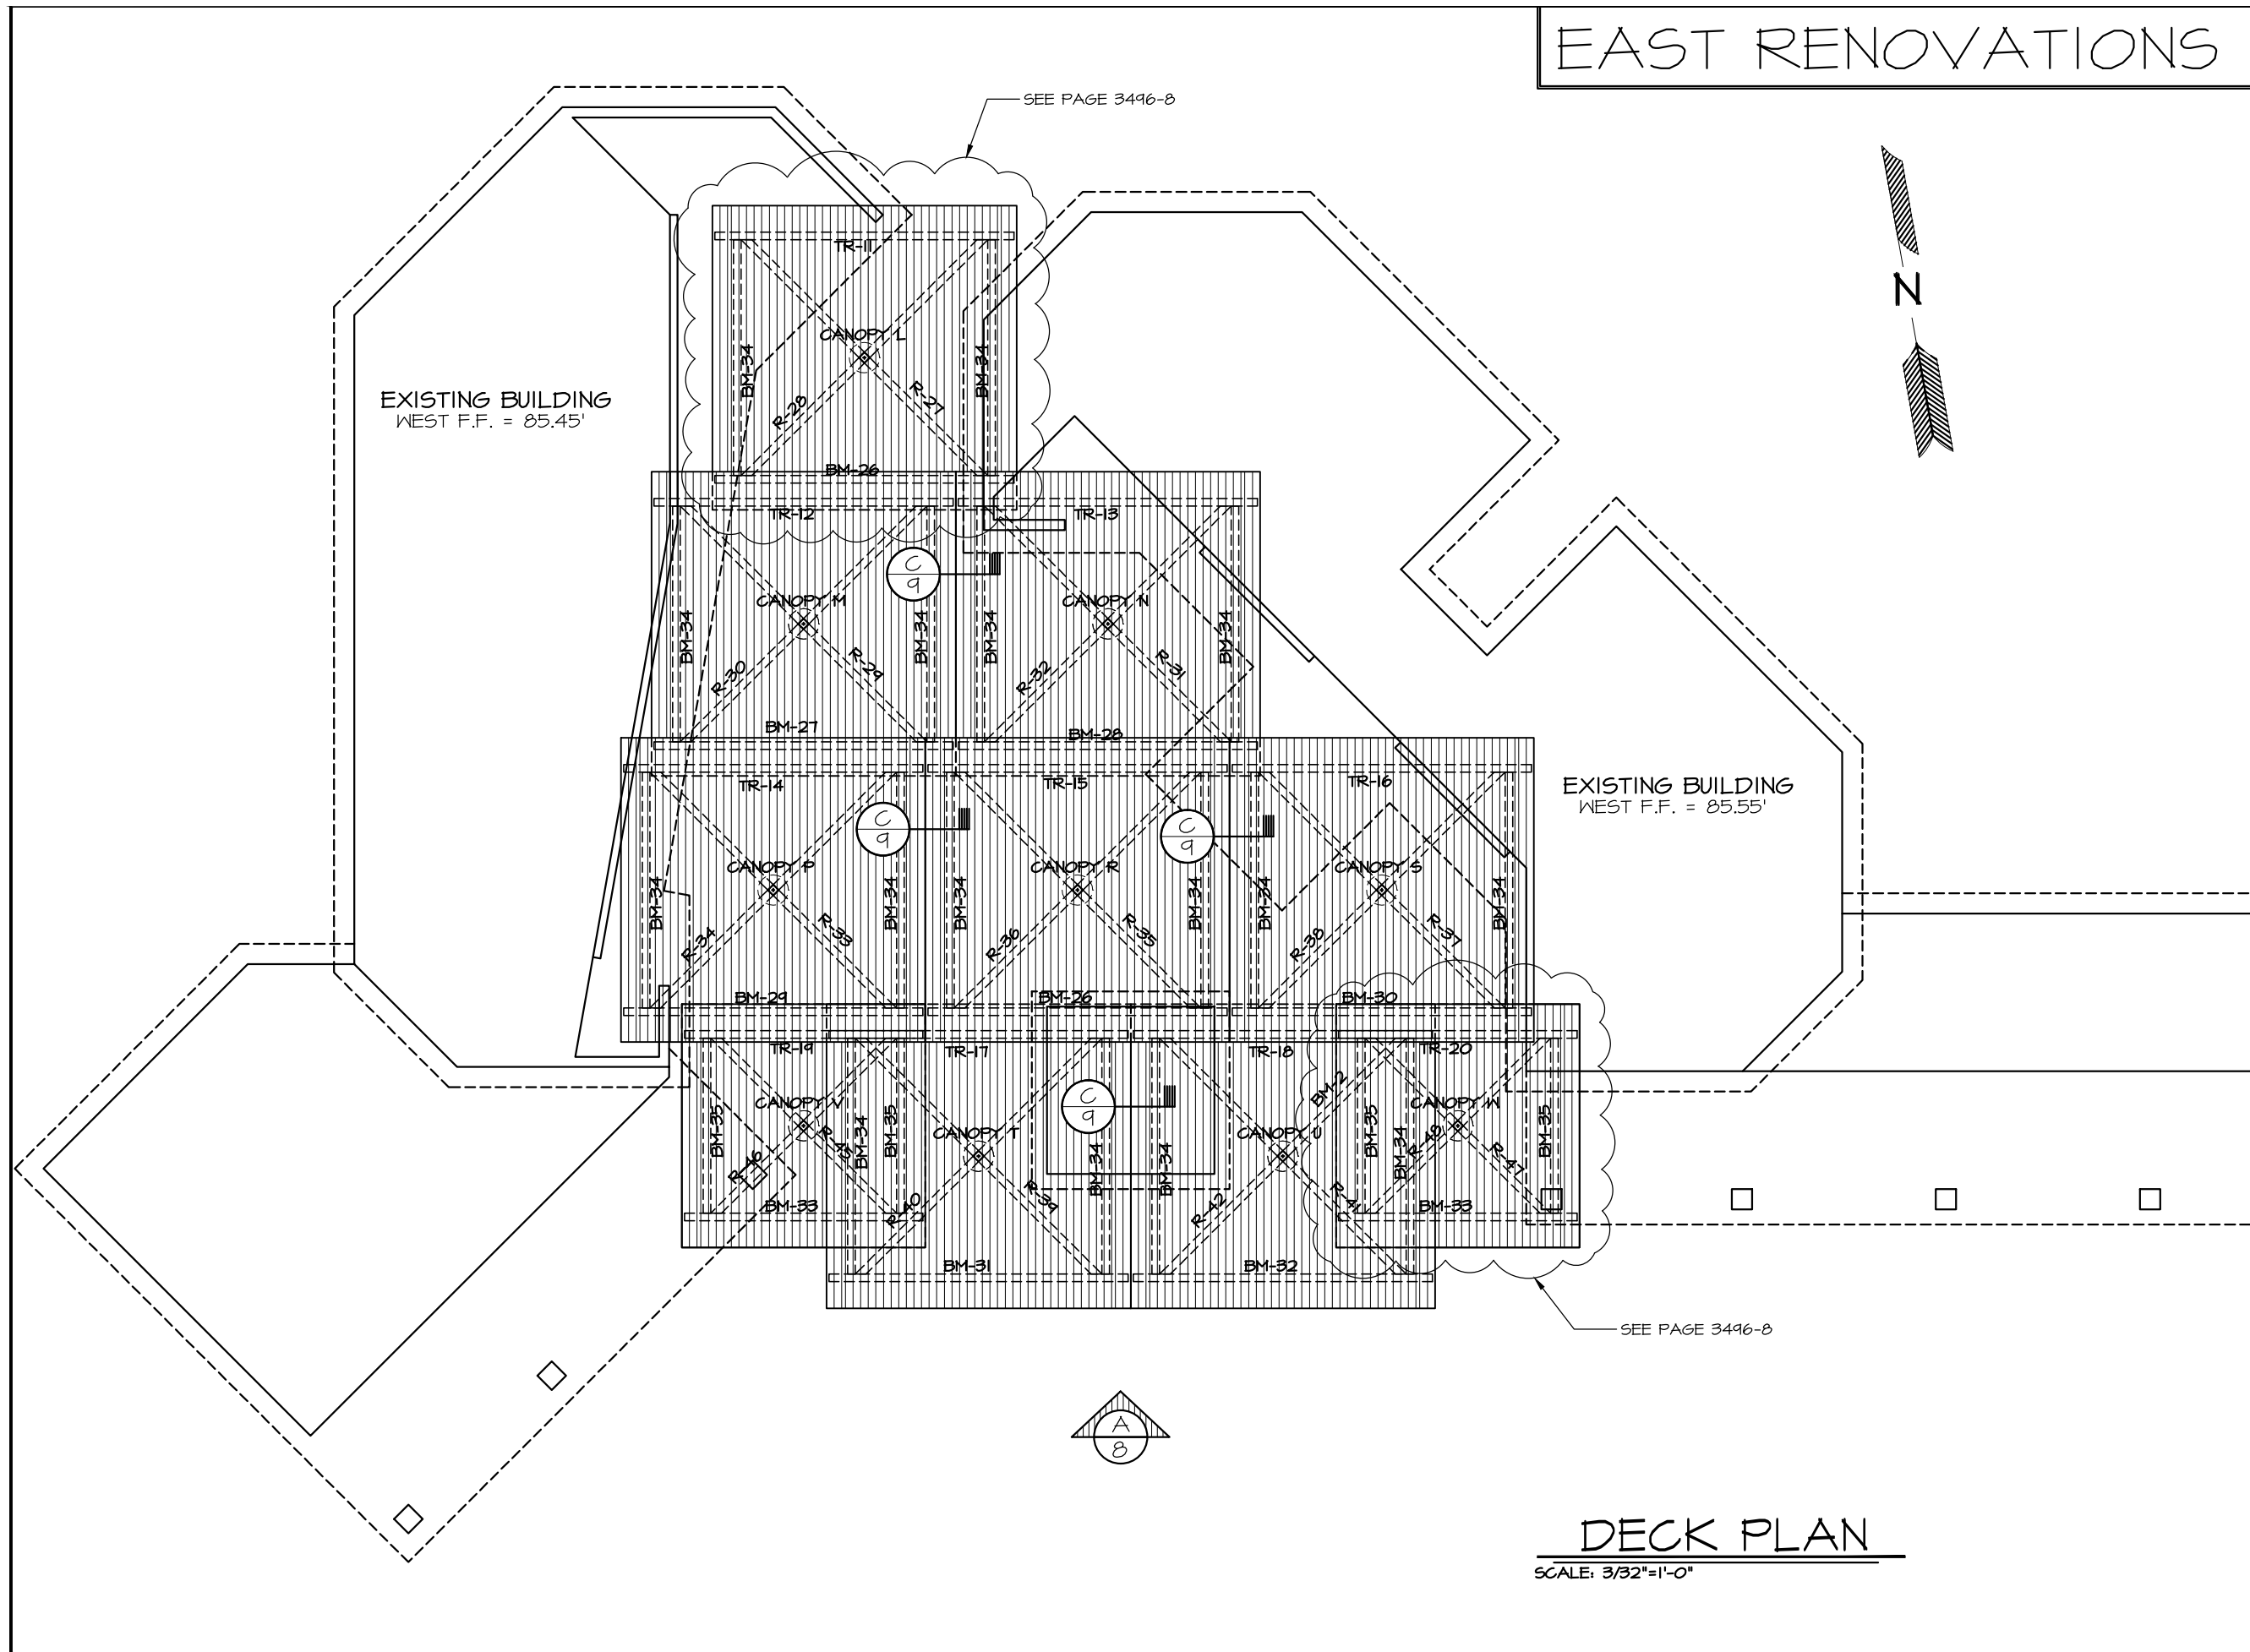 EAST RENOVATIONS
SEE PAGE 3496-8
N
TR-11
CANOPY L
BM-34
BM-34
R-28
R-27
BM-26
EXISTING BUILDING
WEST F.F. = 85.45'
TR-12
TR-13
C
9
CANOPY M
CANOPY N
BM-34
BM-34
BM-34
BM-34
R-30
R-29
R-32
R-31
BM-27
BM-28
TR-14
TR-15
TR-16
EXISTING BUILDING
WEST F.F. = 85.55'
C
9
C
9
CANOPY P
CANOPY R
CANOPY S
BM-34
BM-34
BM-34
BM-34
BM-34
BM-34
R-34
R-33
R-36
R-35
R-38
R-37
BM-29
BM-26
BM-30
TR-19
TR-17
TR-18
TR-20
BM-2
C
9
CANOPY V
CANOPY T
CANOPY U
CANOPY W
BM-35
BM-34
BM-35
BM-34
BM-34
BM-35
BM-34
BM-35
R-46
R-45
R-40
R-39
R-42
R-48
R-47
BM-33
BM-33
BM-31
BM-32
SEE PAGE 3496-8
A
8
DECK PLAN
SCALE: 3/32"=1'-0"